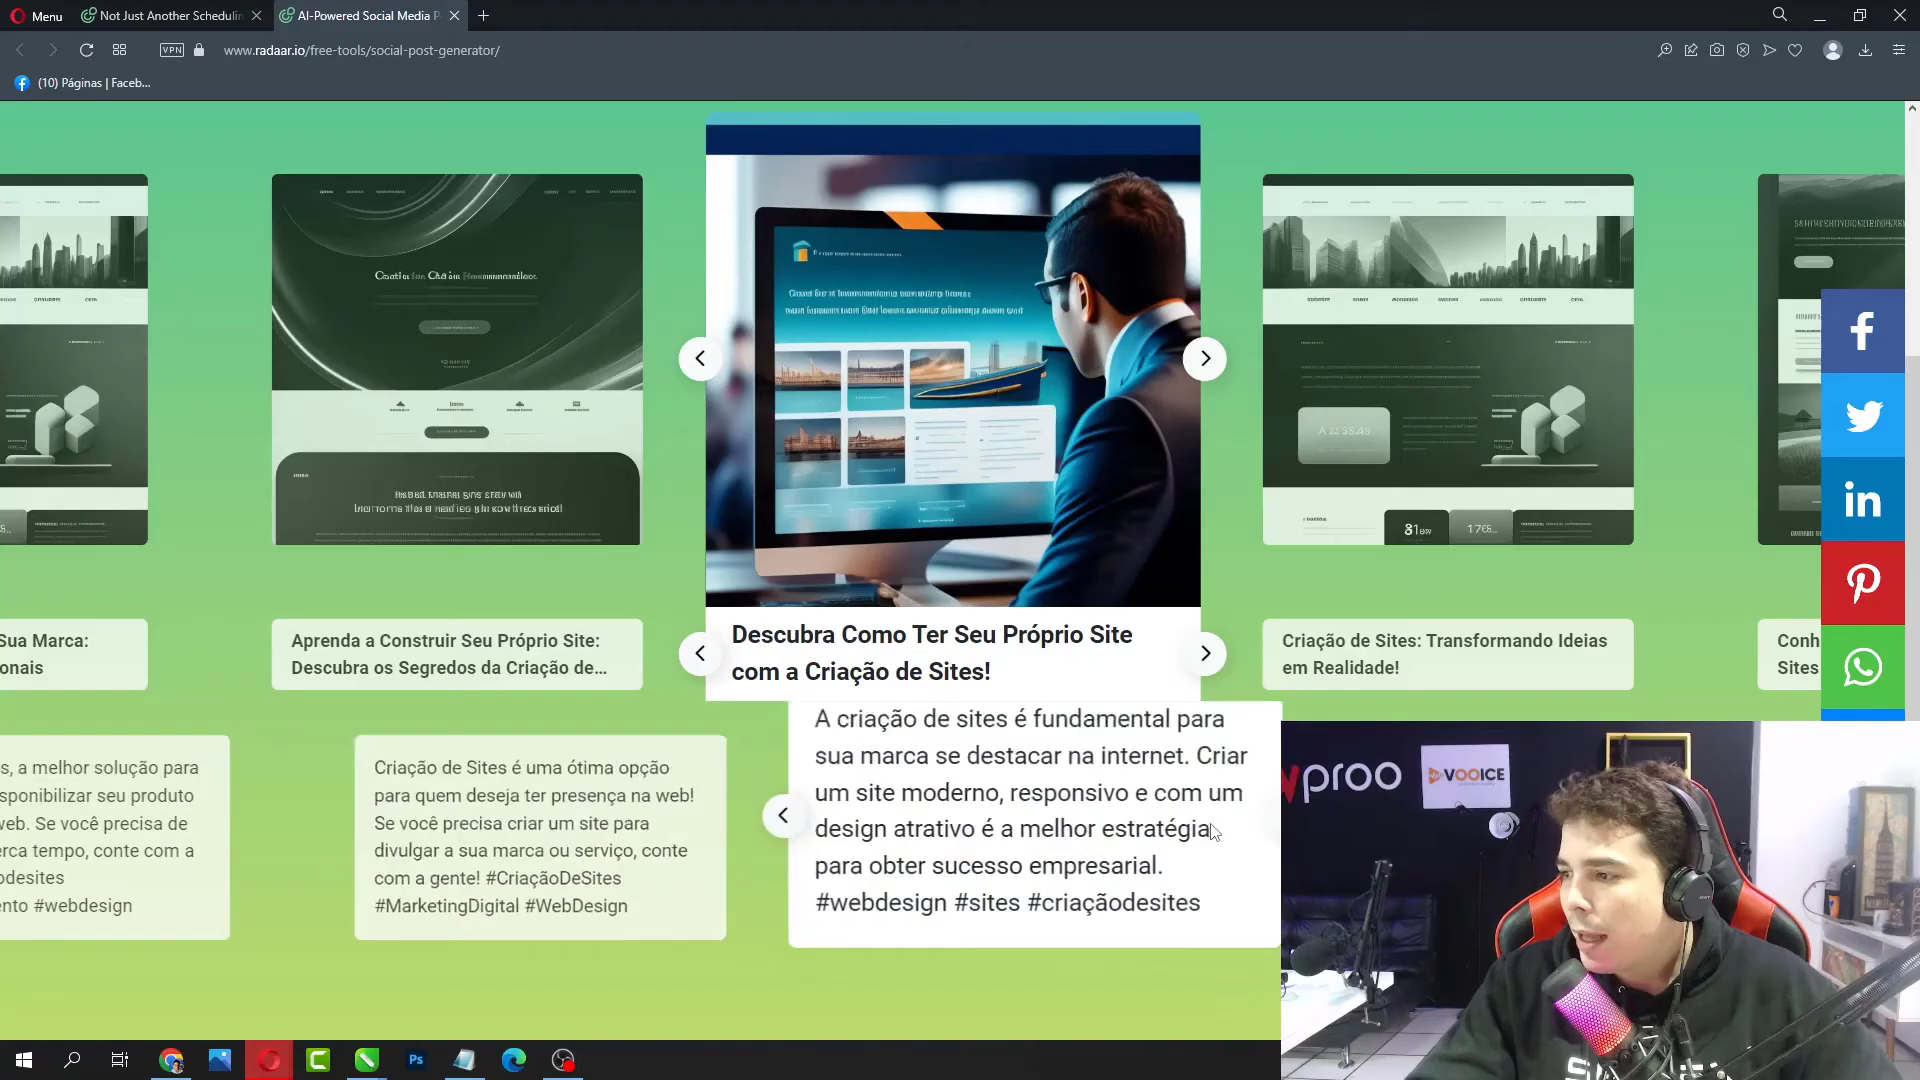 Menu
Not Just Another Schedulin
AI-Powered Social Media P
VPN
www.radaar.io/free-tools/social-post-generator/
(10) Páginas | Faceb...
Sua Marca:
onais
Aprenda a Construir Seu Próprio Site:
Descubra os Segredos da Criação de...
Descubra Como Ter Seu Próprio Site
com a Criação de Sites!
Criação de Sites: Transformando Ideias
em Realidade!
Conh
Sites
s, a melhor solução para
sponibilizar seu produto
web. Se você precisa de
erca tempo, conte com a
odesites
ento #webdesign
Criação de Sites é uma ótima opção
para quem deseja ter presença na web!
Se você precisa criar um site para
divulgar a sua marca ou serviço, conte
com a gente! #CriaçãoDeSites
#MarketingDigital #WebDesign
A criação de sites é fundamental para
sua marca se destacar na internet. Criar
um site moderno, responsivo e com um
design atrativo é a melhor estratégia
para obter sucesso empresarial.
#webdesign #sites #criaçãodesites
proo
VOOICE
Ps